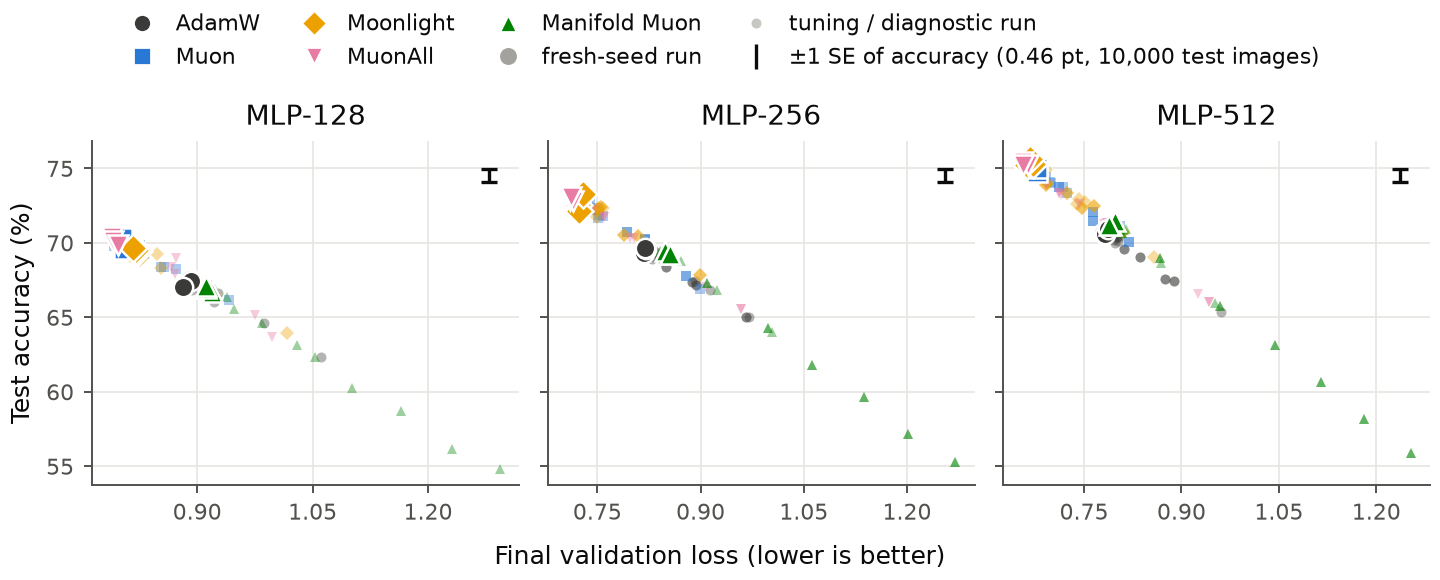 AdamW Moonlight Manifold Muon tuning / diagnostic run
Muon MuonAll fresh-seed run ±1 SE of accuracy (0.46 pt, 10,000 test images)
MLP-128 MLP-256 MLP-512
75
70
65
60
55
Test accuracy (%)
0.90 1.05 1.20 0.75 0.90 1.05 1.20 0.75 0.90 1.05 1.20
Final validation loss (lower is better)